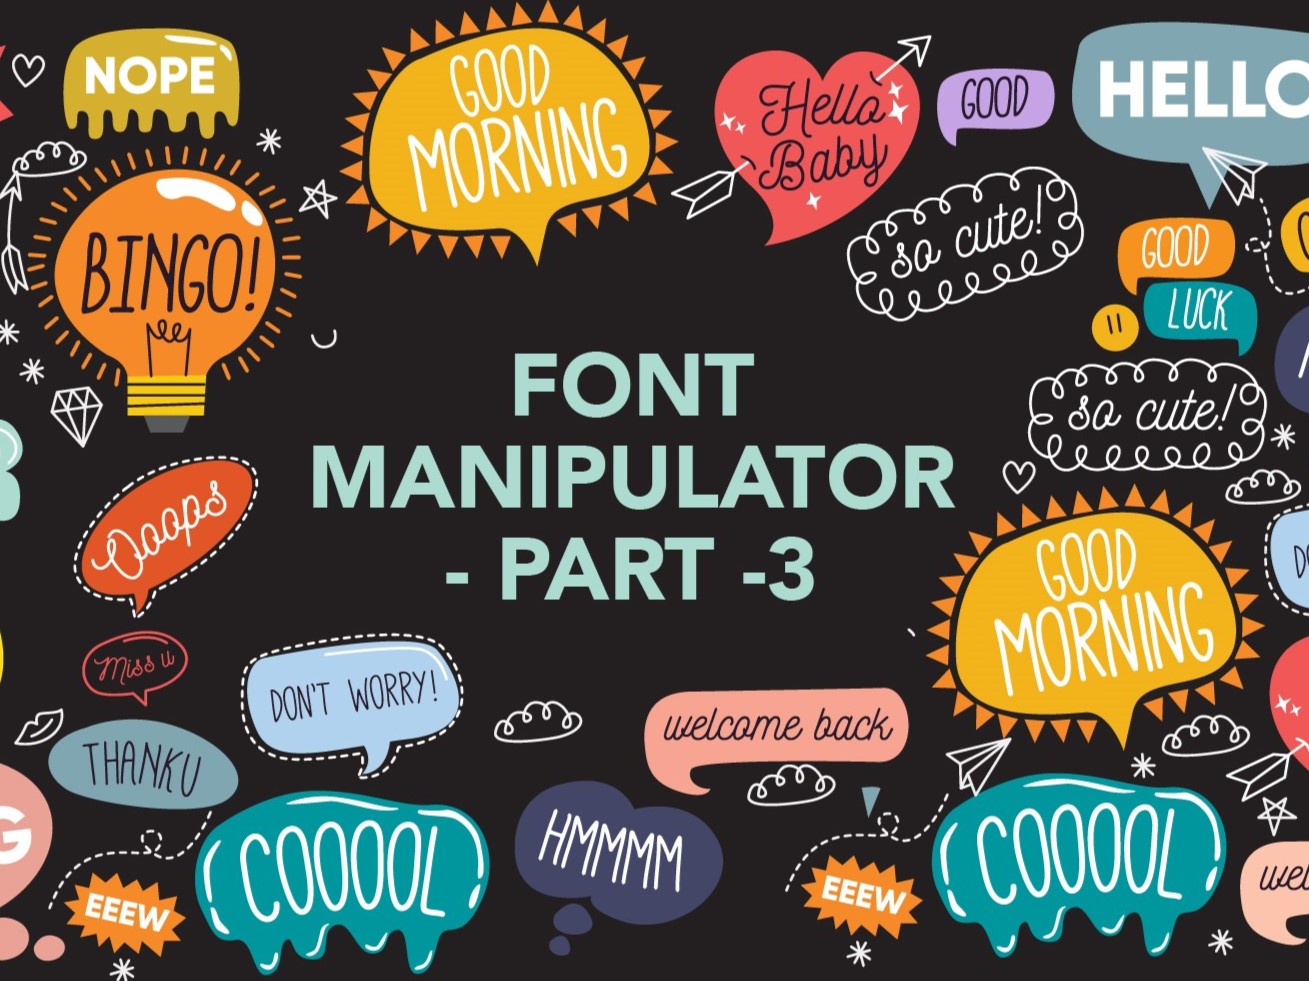 NOPE
GOOD
MORNING
Hello
Baby
GOOD
HELLO
so cute!
BINGO!
GOOD
LUCK
so cute!
FONT
MANIPULATOR
- PART -3
Ooops
GOOD
MORNING
Miss u
DON'T WORRY!
welcome back
THANKU
HMMMM
COOOOL
COOOOL
EEEW
EEEW
G
wel